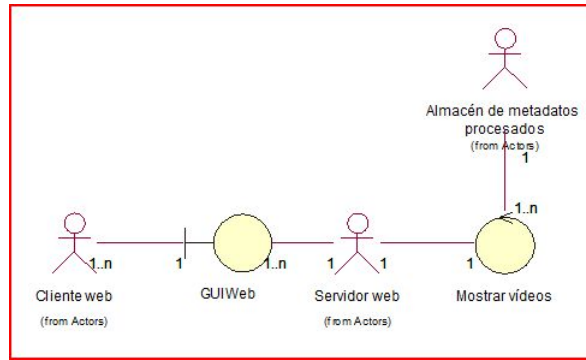 Almacén de metadatos
procesados
(from Actors)
1
1..n
1..n
1
1..n
1
1
1
Cliente web
GUIWeb
Servidor web
Mostrar vídeos
(from Actors)
(from Actors)